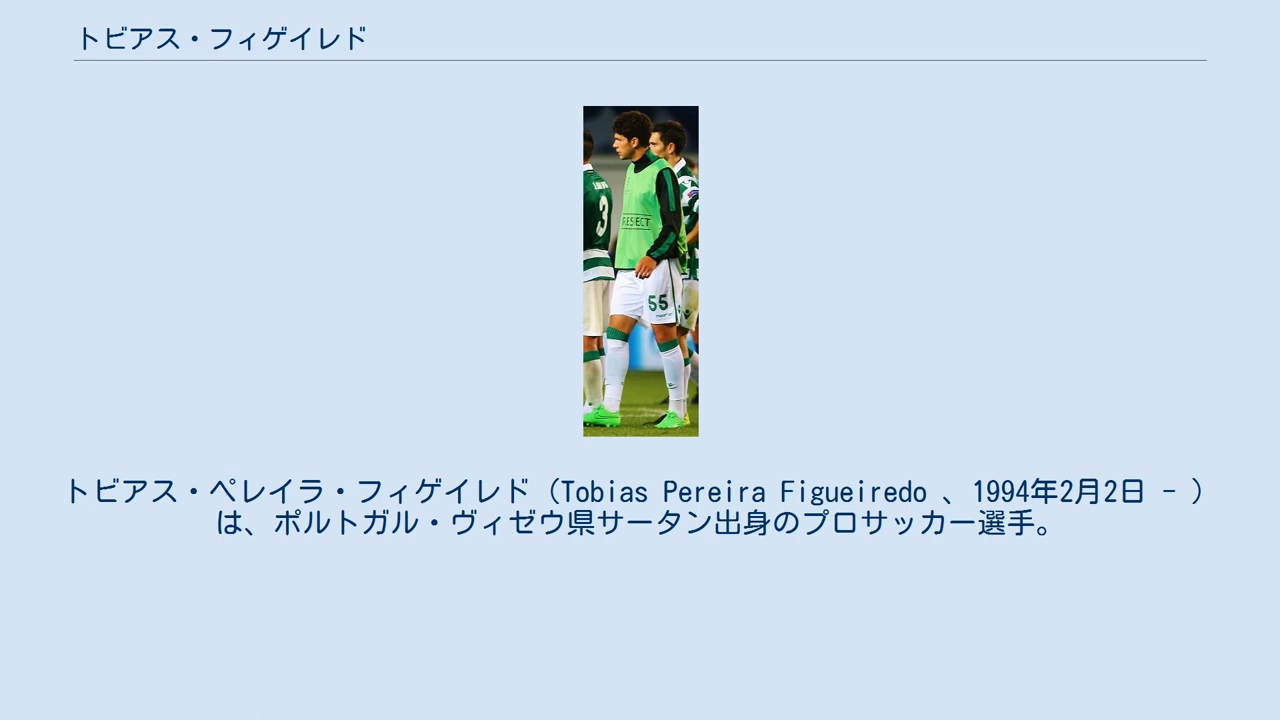 トビアス・フィゲイレド
3
RESPECT
55
トビアス・ペレイラ・フィゲイレド（Tobias Pereira Figueiredo 、1994年2月2日 - ）
は、ポルトガル・ヴィゼウ県サータン出身のプロサッカー選手。